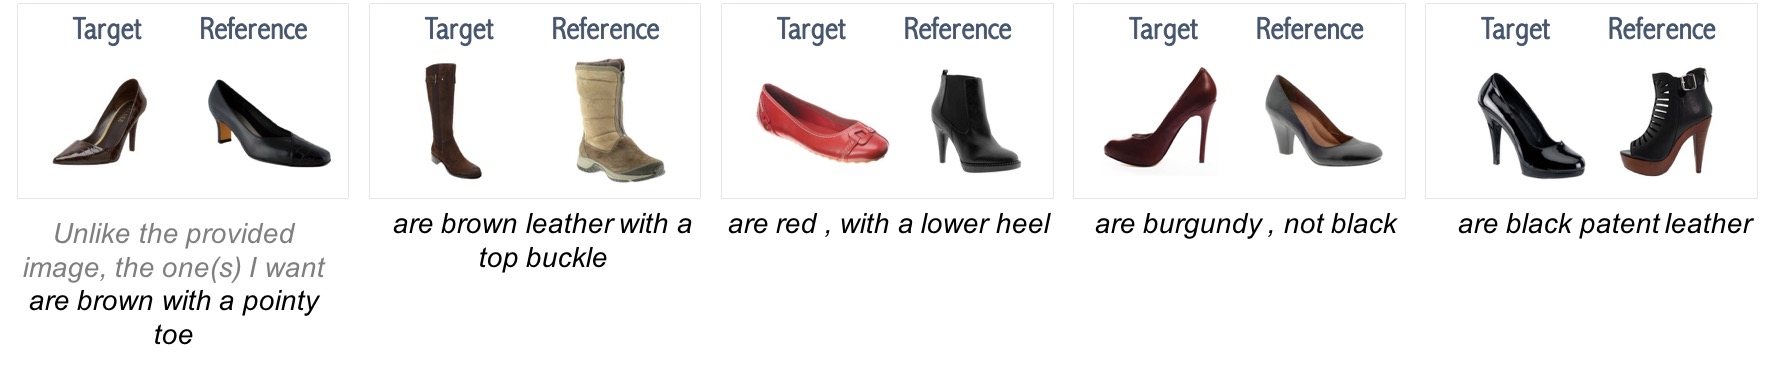 Target Reference
Unlike the provided
image, the one(s) I want
are brown with a pointy
toe
Target Reference
are brown leather with a
top buckle
Target Reference
are red , with a lower heel
Target Reference
are burgundy , not black
Target Reference
are black patent leather